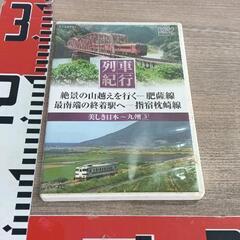 列車紀行
絶景の山越えを行く―肥薩線
最南端の終着駅へ―指宿枕崎線
美しき日本～九州 3